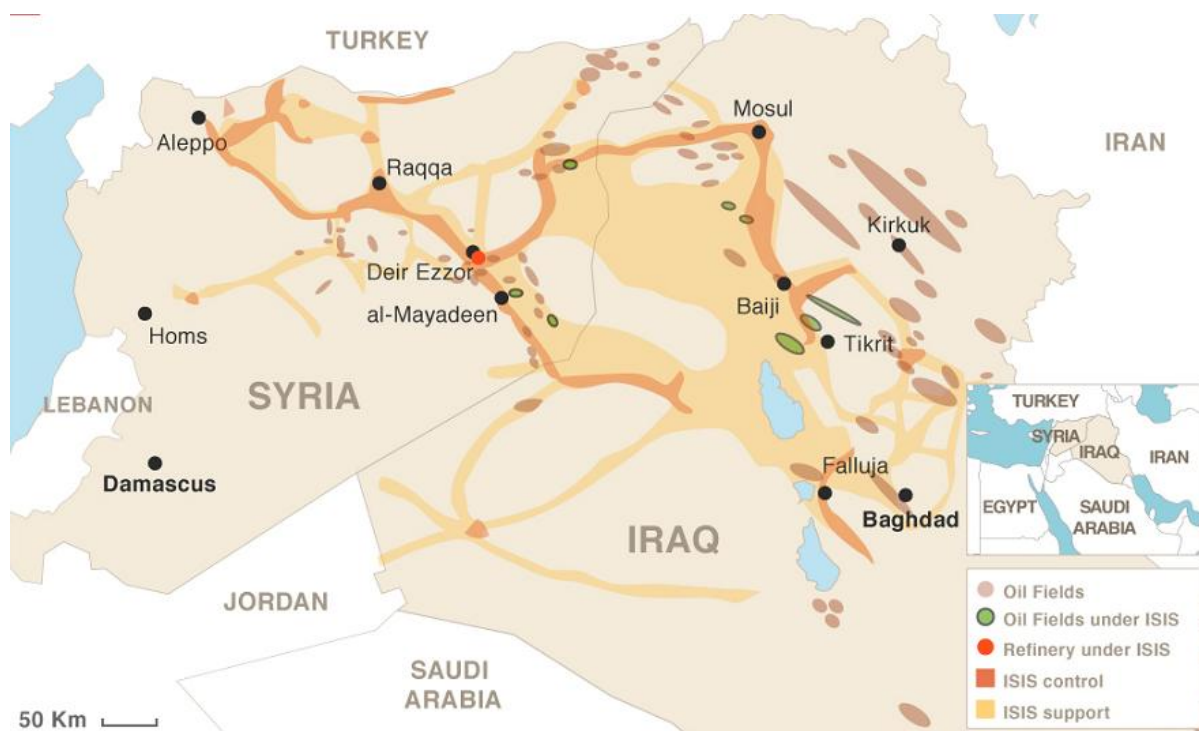 TURKEY
Mosul
Aleppo
IRAN
Raqqa
Kirkuk
Deir Ezzor
Baiji
al-Mayadeen
Homs
Tikrit
SYRIA
LEBANON
Falluja
Damascus
Baghdad
IRAQ
JORDAN
SAUDI
ARABIA
50 Km
TURKEY
SYRIA
IRAQ
IRAN
EGYPT
SAUDI
ARABIA
Oil Fields
Oil Fields under ISIS
Refinery under ISIS
ISIS control
ISIS support